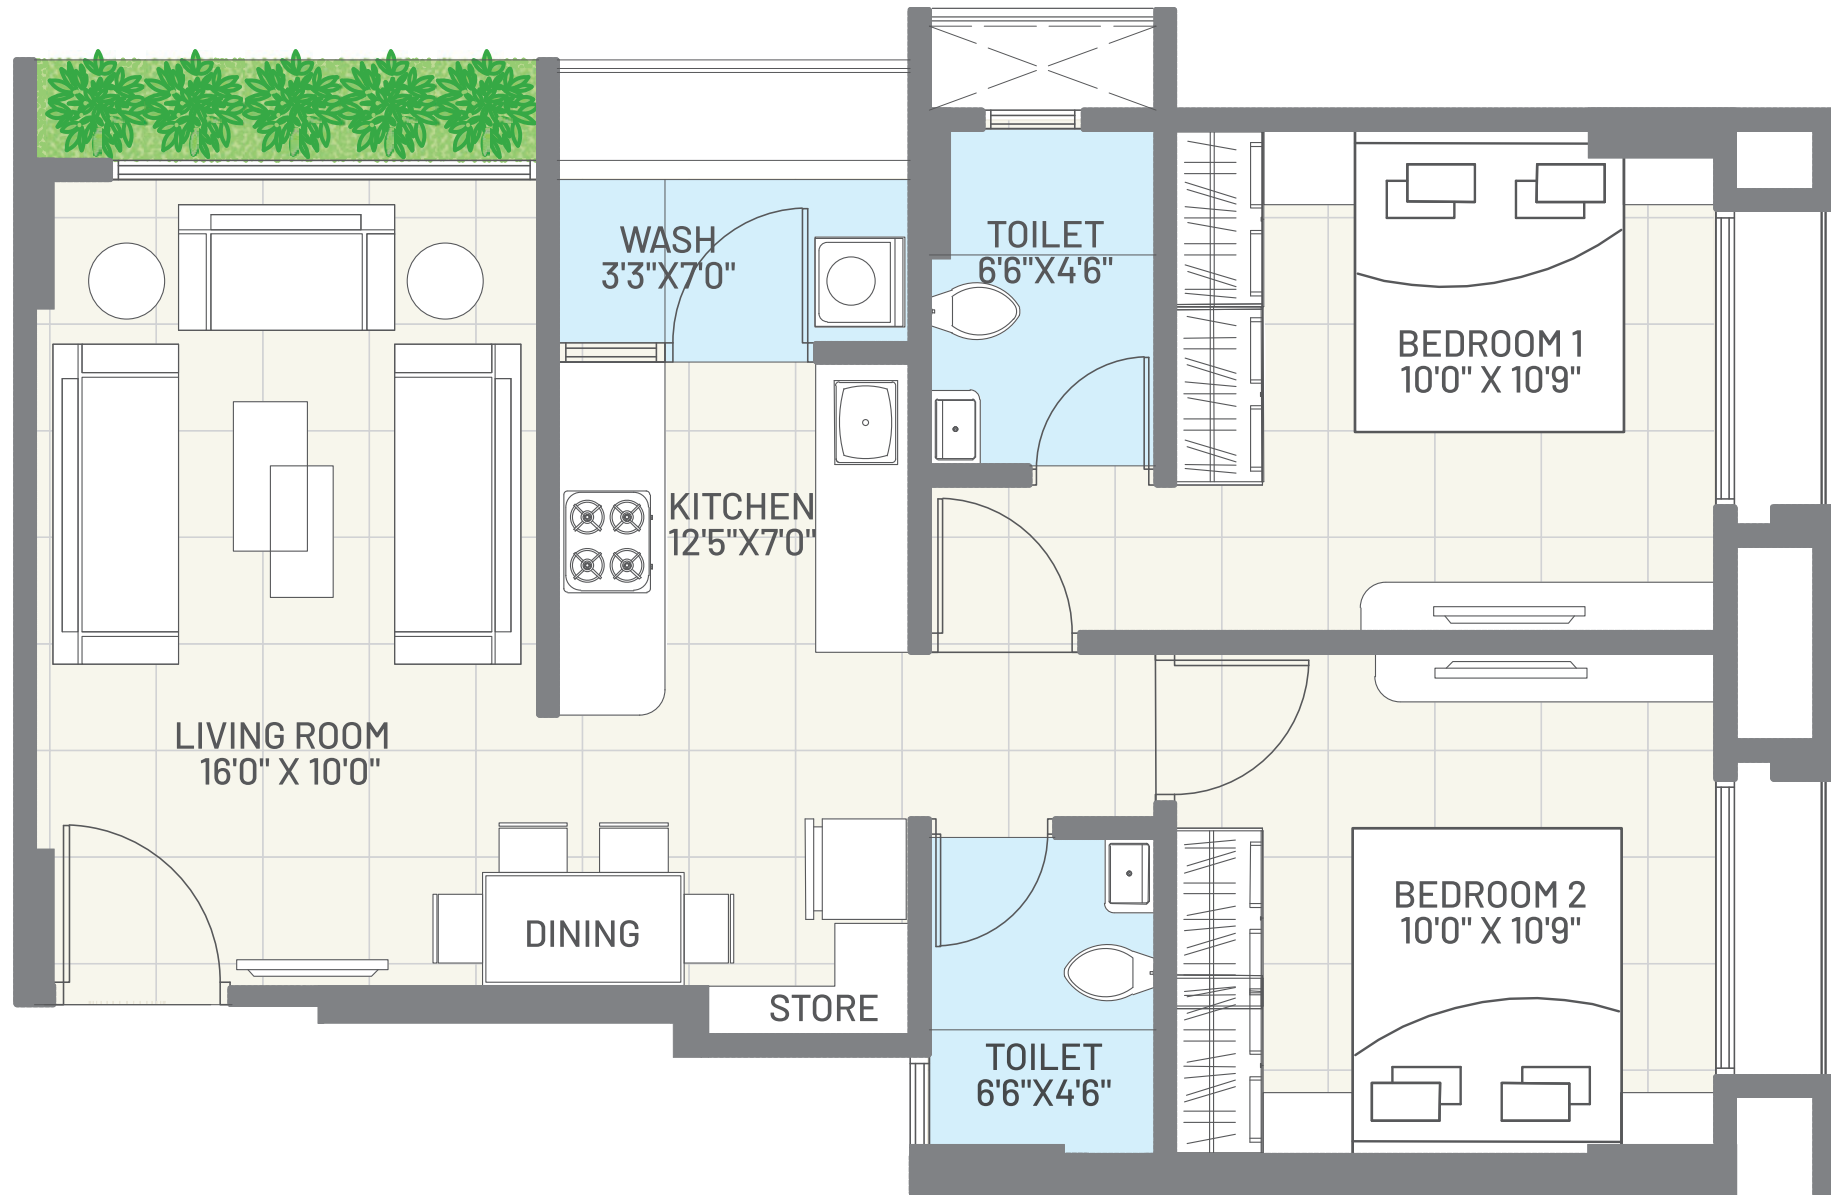 WASH
3'3"X7'0"
TOILET
6'6"X4'6"
BEDROOM 1
10'0" X 10'9"
KITCHEN
12'5"X7'0"
LIVING ROOM
16'0" X 10'0"
DINING
BEDROOM 2
10'0" X 10'9"
STORE
TOILET
6'6"X4'6"